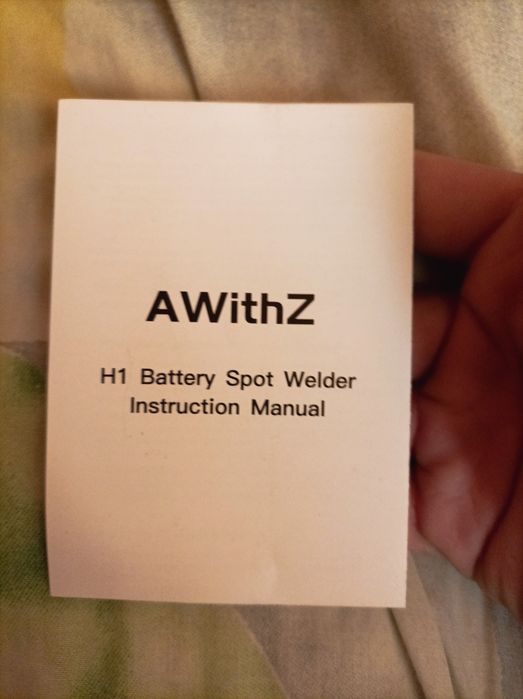 AWithZ
H1 Battery Spot Welder
Instruction Manual